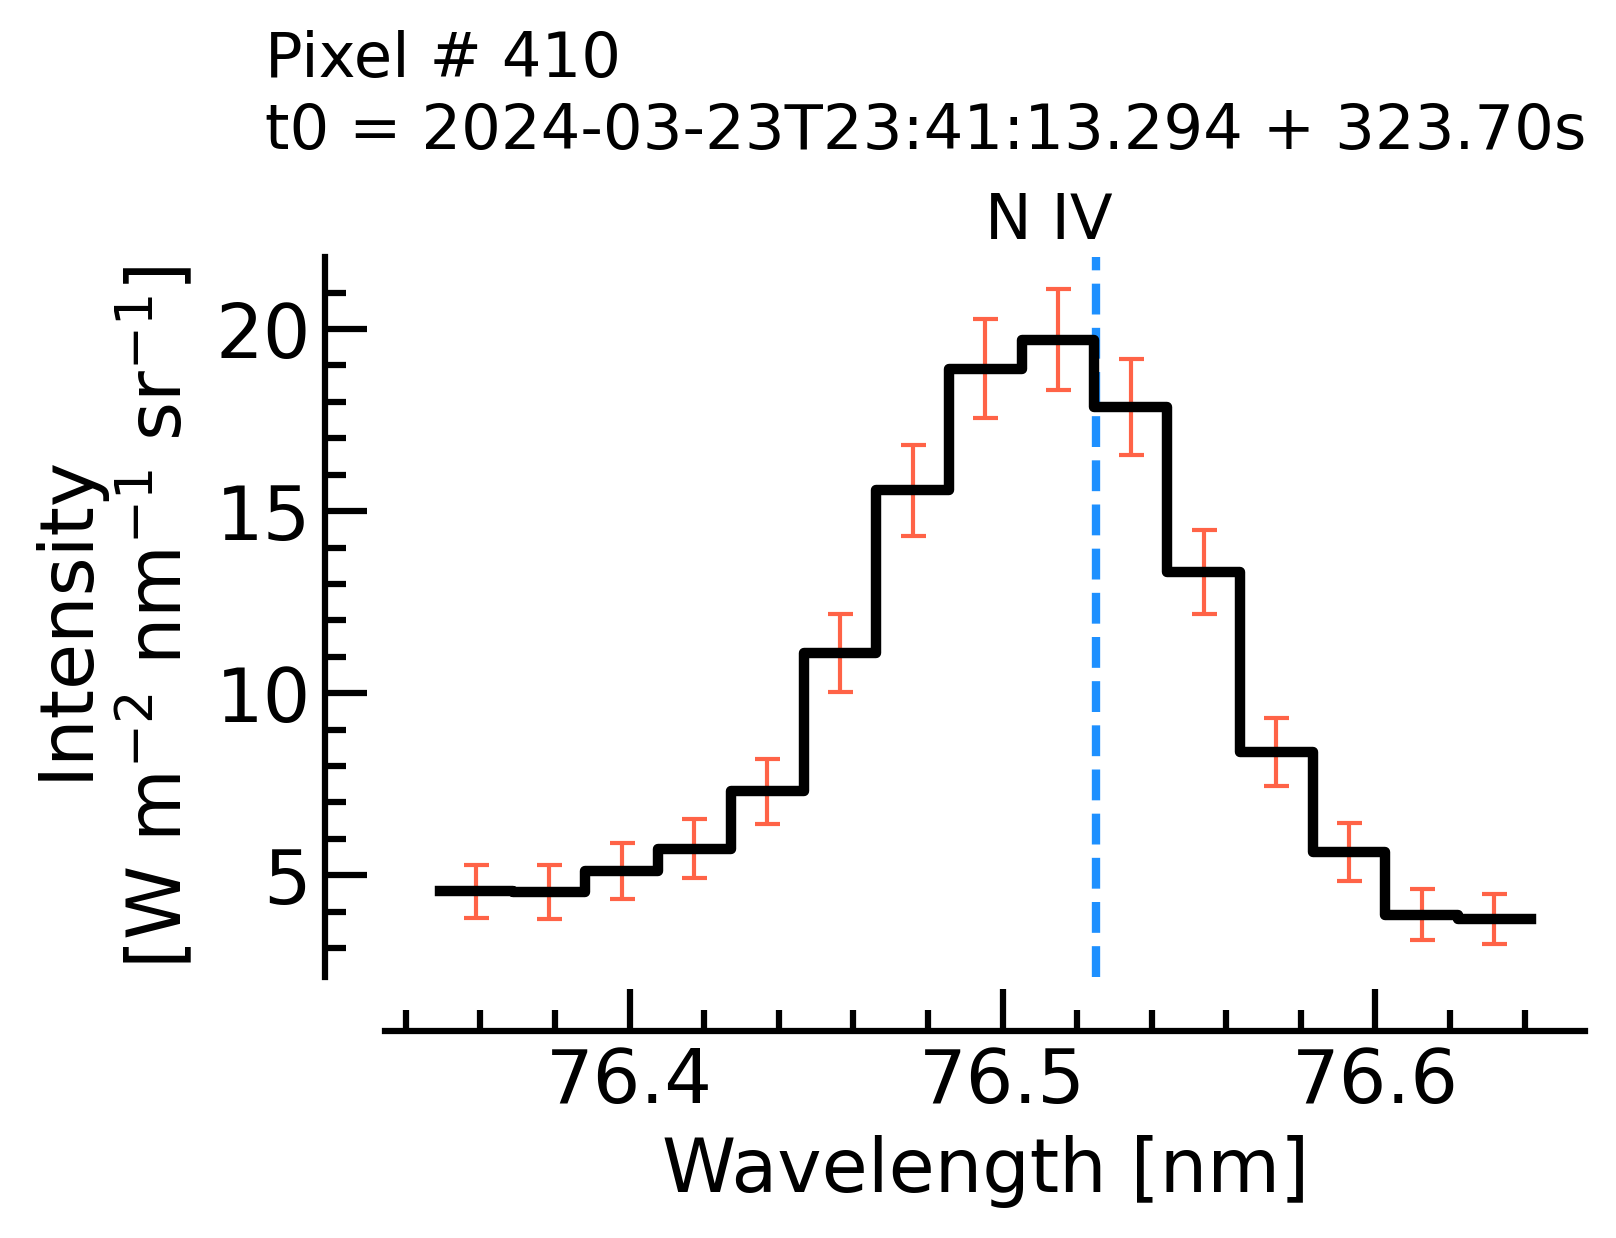 Pixel # 410
t0 = 2024-03-23T23:41:13.294 + 323.70s
N IV
Intensity
[W m⁻² nm⁻¹ sr⁻¹]
20
15
10
5
76.4 76.5 76.6
Wavelength [nm]